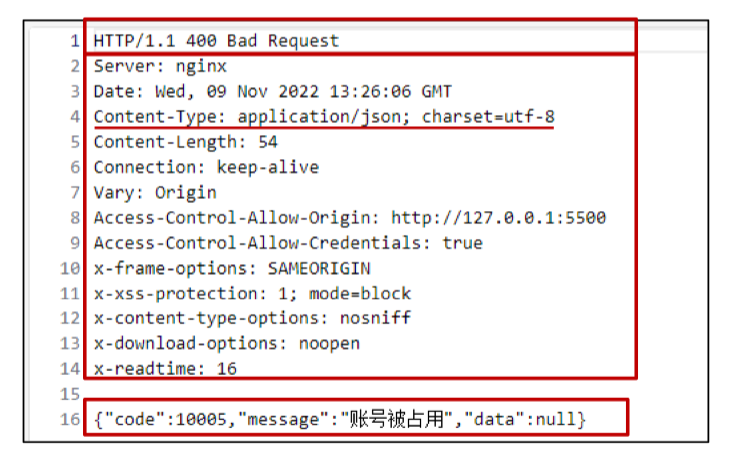 1 HTTP/1.1 400 Bad Request
2 Server: nginx
3 Date: Wed, 09 Nov 2022 13:26:06 GMT
4 Content-Type: application/json; charset=utf-8
5 Content-Length: 54
6 Connection: keep-alive
7 Vary: Origin
8 Access-Control-Allow-Origin: http://127.0.0.1:5500
9 Access-Control-Allow-Credentials: true
10 x-frame-options: SAMEORIGIN
11 x-xss-protection: 1; mode=block
12 x-content-type-options: nosniff
13 x-download-options: noopen
14 x-readtime: 16
15
16 {"code":10005,"message":"账号被占用","data":null}